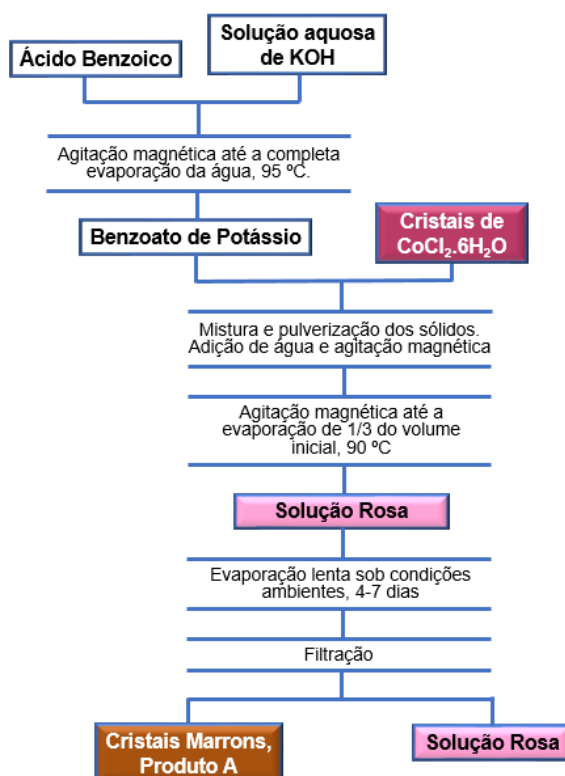 Ácido Benzoico
Solução aquosa
de KOH
Agitação magnética até a completa
evaporação da água, 95 ºC.
Benzoato de Potássio
Cristais de
CoCl₂.6H₂O
Mistura e pulverização dos sólidos.
Adição de água e agitação magnética
Agitação magnética até a
evaporação de 1/3 do volume
inicial, 90 ºC
Solução Rosa
Evaporação lenta sob condições
ambientes, 4-7 dias
Filtração
Cristais Marrons,
Produto A
Solução Rosa